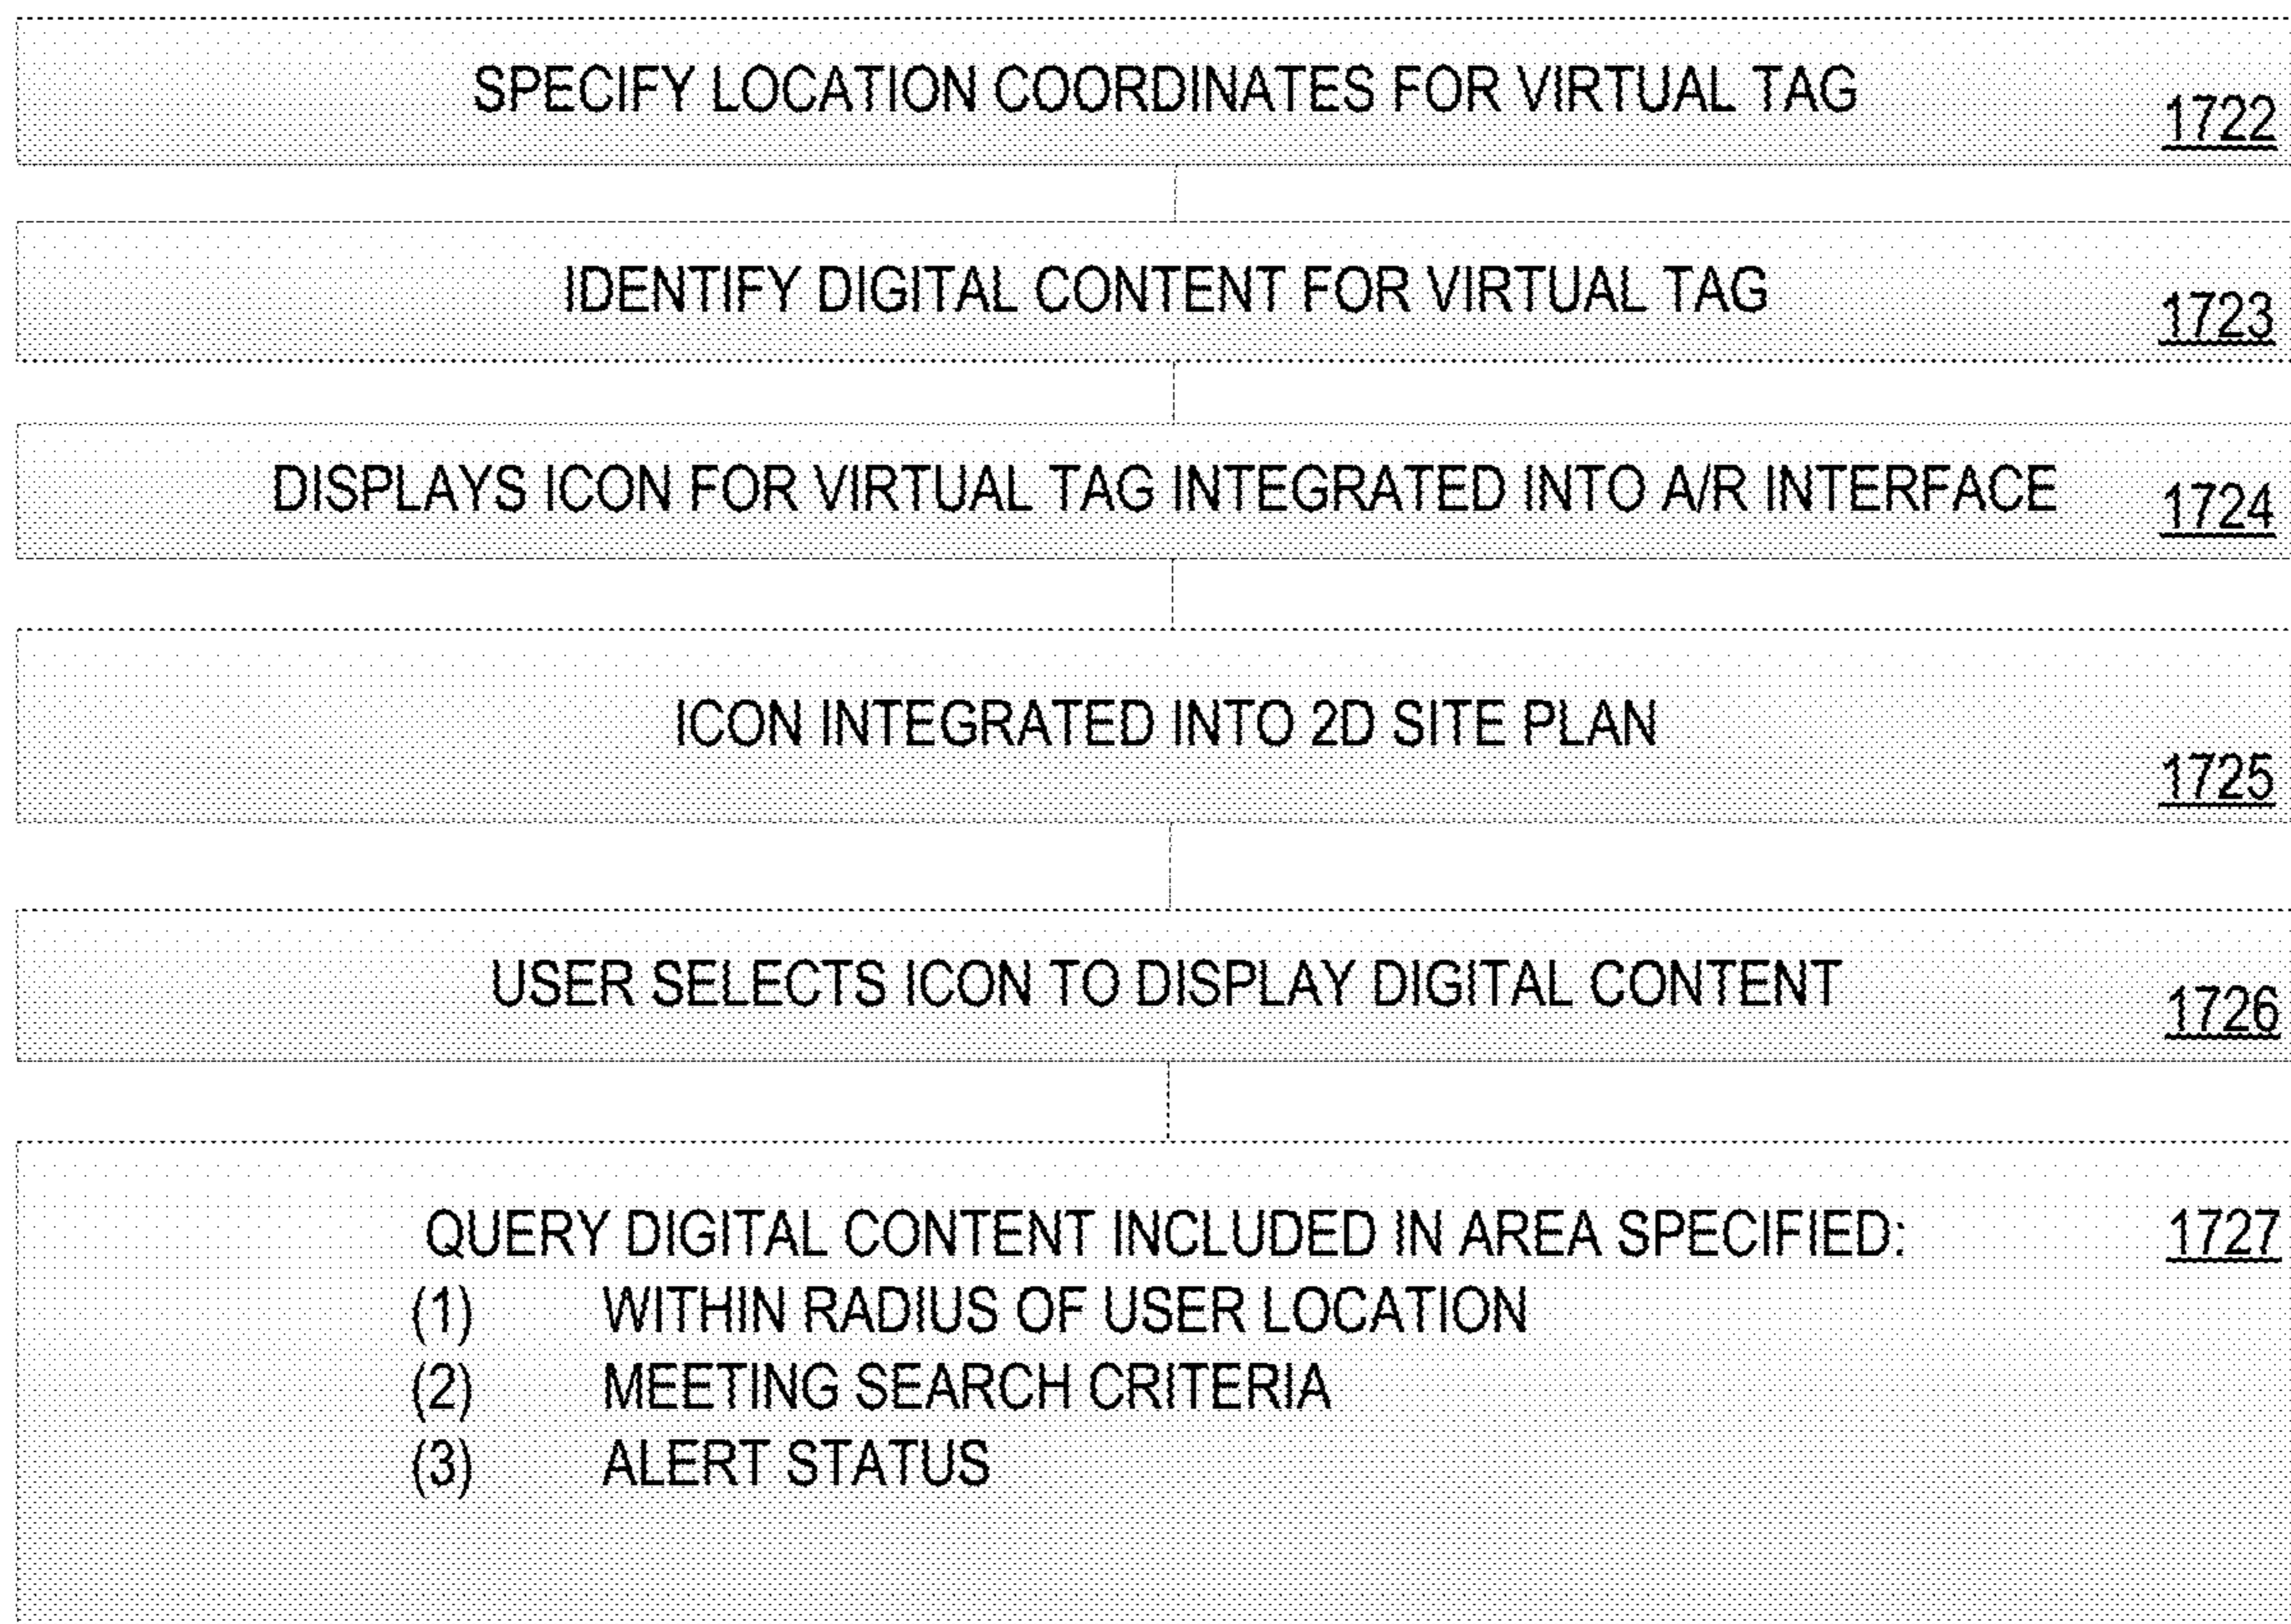 SPECIFY LOCATION COORDINATES FOR VIRTUAL TAG
1722
IDENTIFY DIGITAL CONTENT FOR VIRTUAL TAG
1723
DISPLAYS ICON FOR VIRTUAL TAG INTEGRATED INTO A/R INTERFACE
1724
ICON INTEGRATED INTO 2D SITE PLAN
1725
USER SELECTS ICON TO DISPLAY DIGITAL CONTENT
1726
QUERY DIGITAL CONTENT INCLUDED IN AREA SPECIFIED:
1727
(1) WITHIN RADIUS OF USER LOCATION
(2) MEETING SEARCH CRITERIA
(3) ALERT STATUS